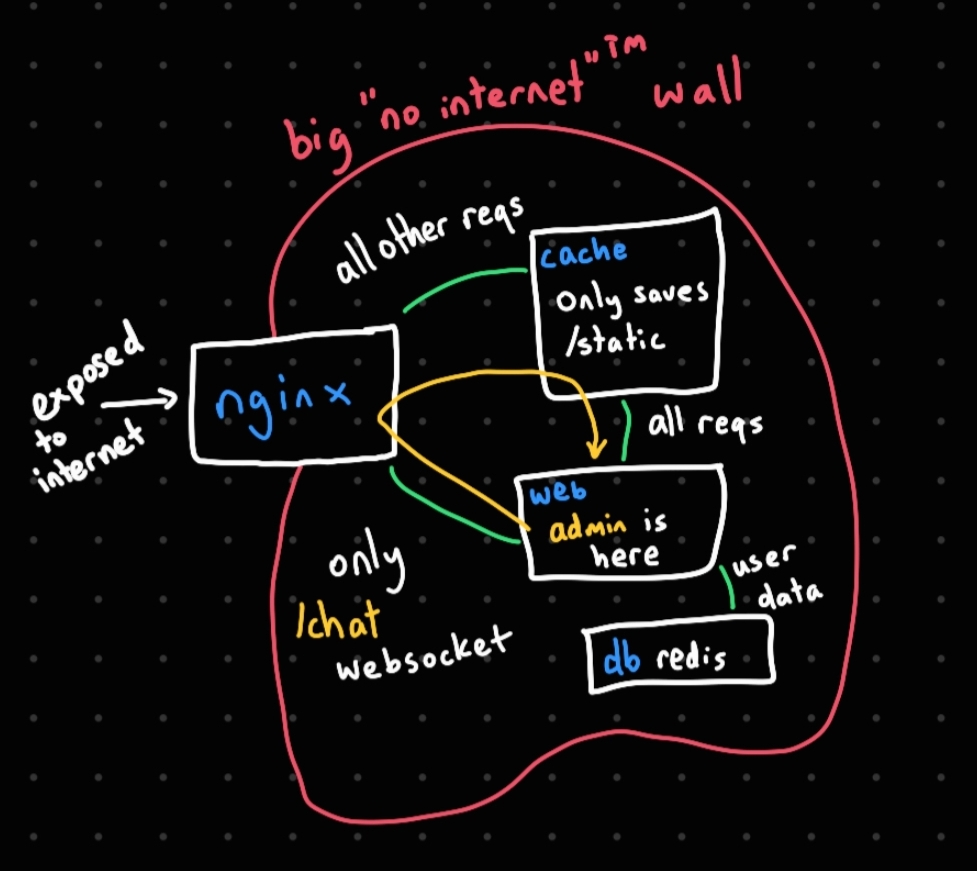 big "no internet"™ wall
all other reqs
cache
Only saves
/static
exposed
to
internet
nginx
all reqs
web
admin is
here
only
/chat
websocket
user
data
db redis